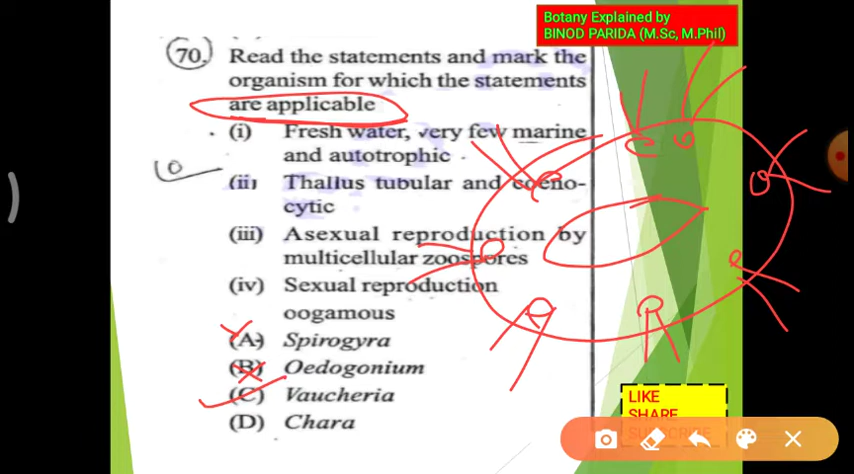 Botany Explained by
BINOD PARIDA (M.Sc, M.Phil)
70. Read the statements and mark the
organism for which the statements
are applicable
(i) Fresh water, very few marine
and autotrophic
(ii) Thallus tubular and coeno-
cytic
(iii) Asexual reproduction by
multicellular zoospores
(iv) Sexual reproduction
oogamous
(A) Spirogyra
(B) Oedogonium
(C) Vaucheria
(D) Chara
LIKE
SHARE
SUBSCRIBE